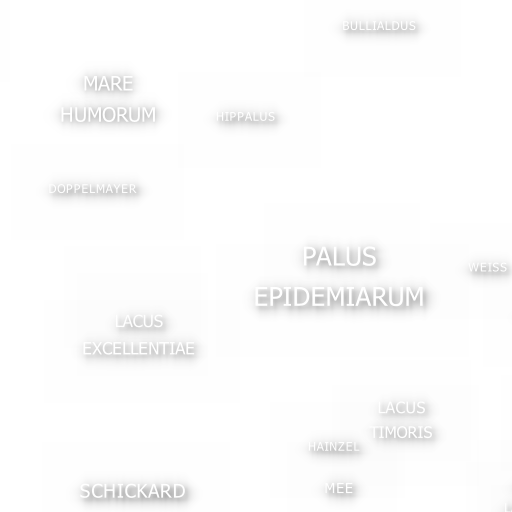 BULLIALDUS
MARE
HUMORUM
HIPPALUS
DOPPELMAYER
PALUS
EPIDEMIARUM
WEISS
LACUS
EXCELLENTIAE
LACUS
TIMORIS
HAINZEL
SCHICKARD
MEE